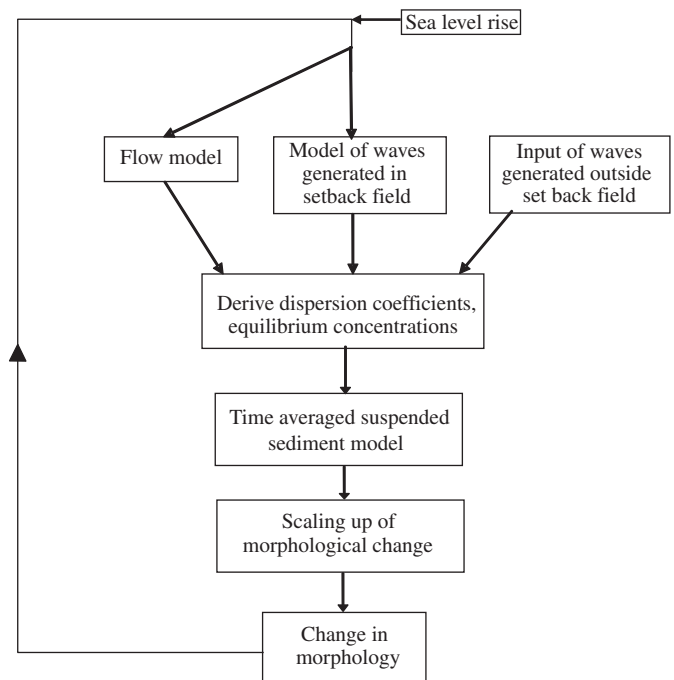 Sea level rise
Flow model
Model of waves
generated in
setback field
Input of waves
generated outside
set back field
Derive dispersion coefficients,
equilibrium concentrations
Time averaged suspended
sediment model
Scaling up of
morphological change
Change in
morphology